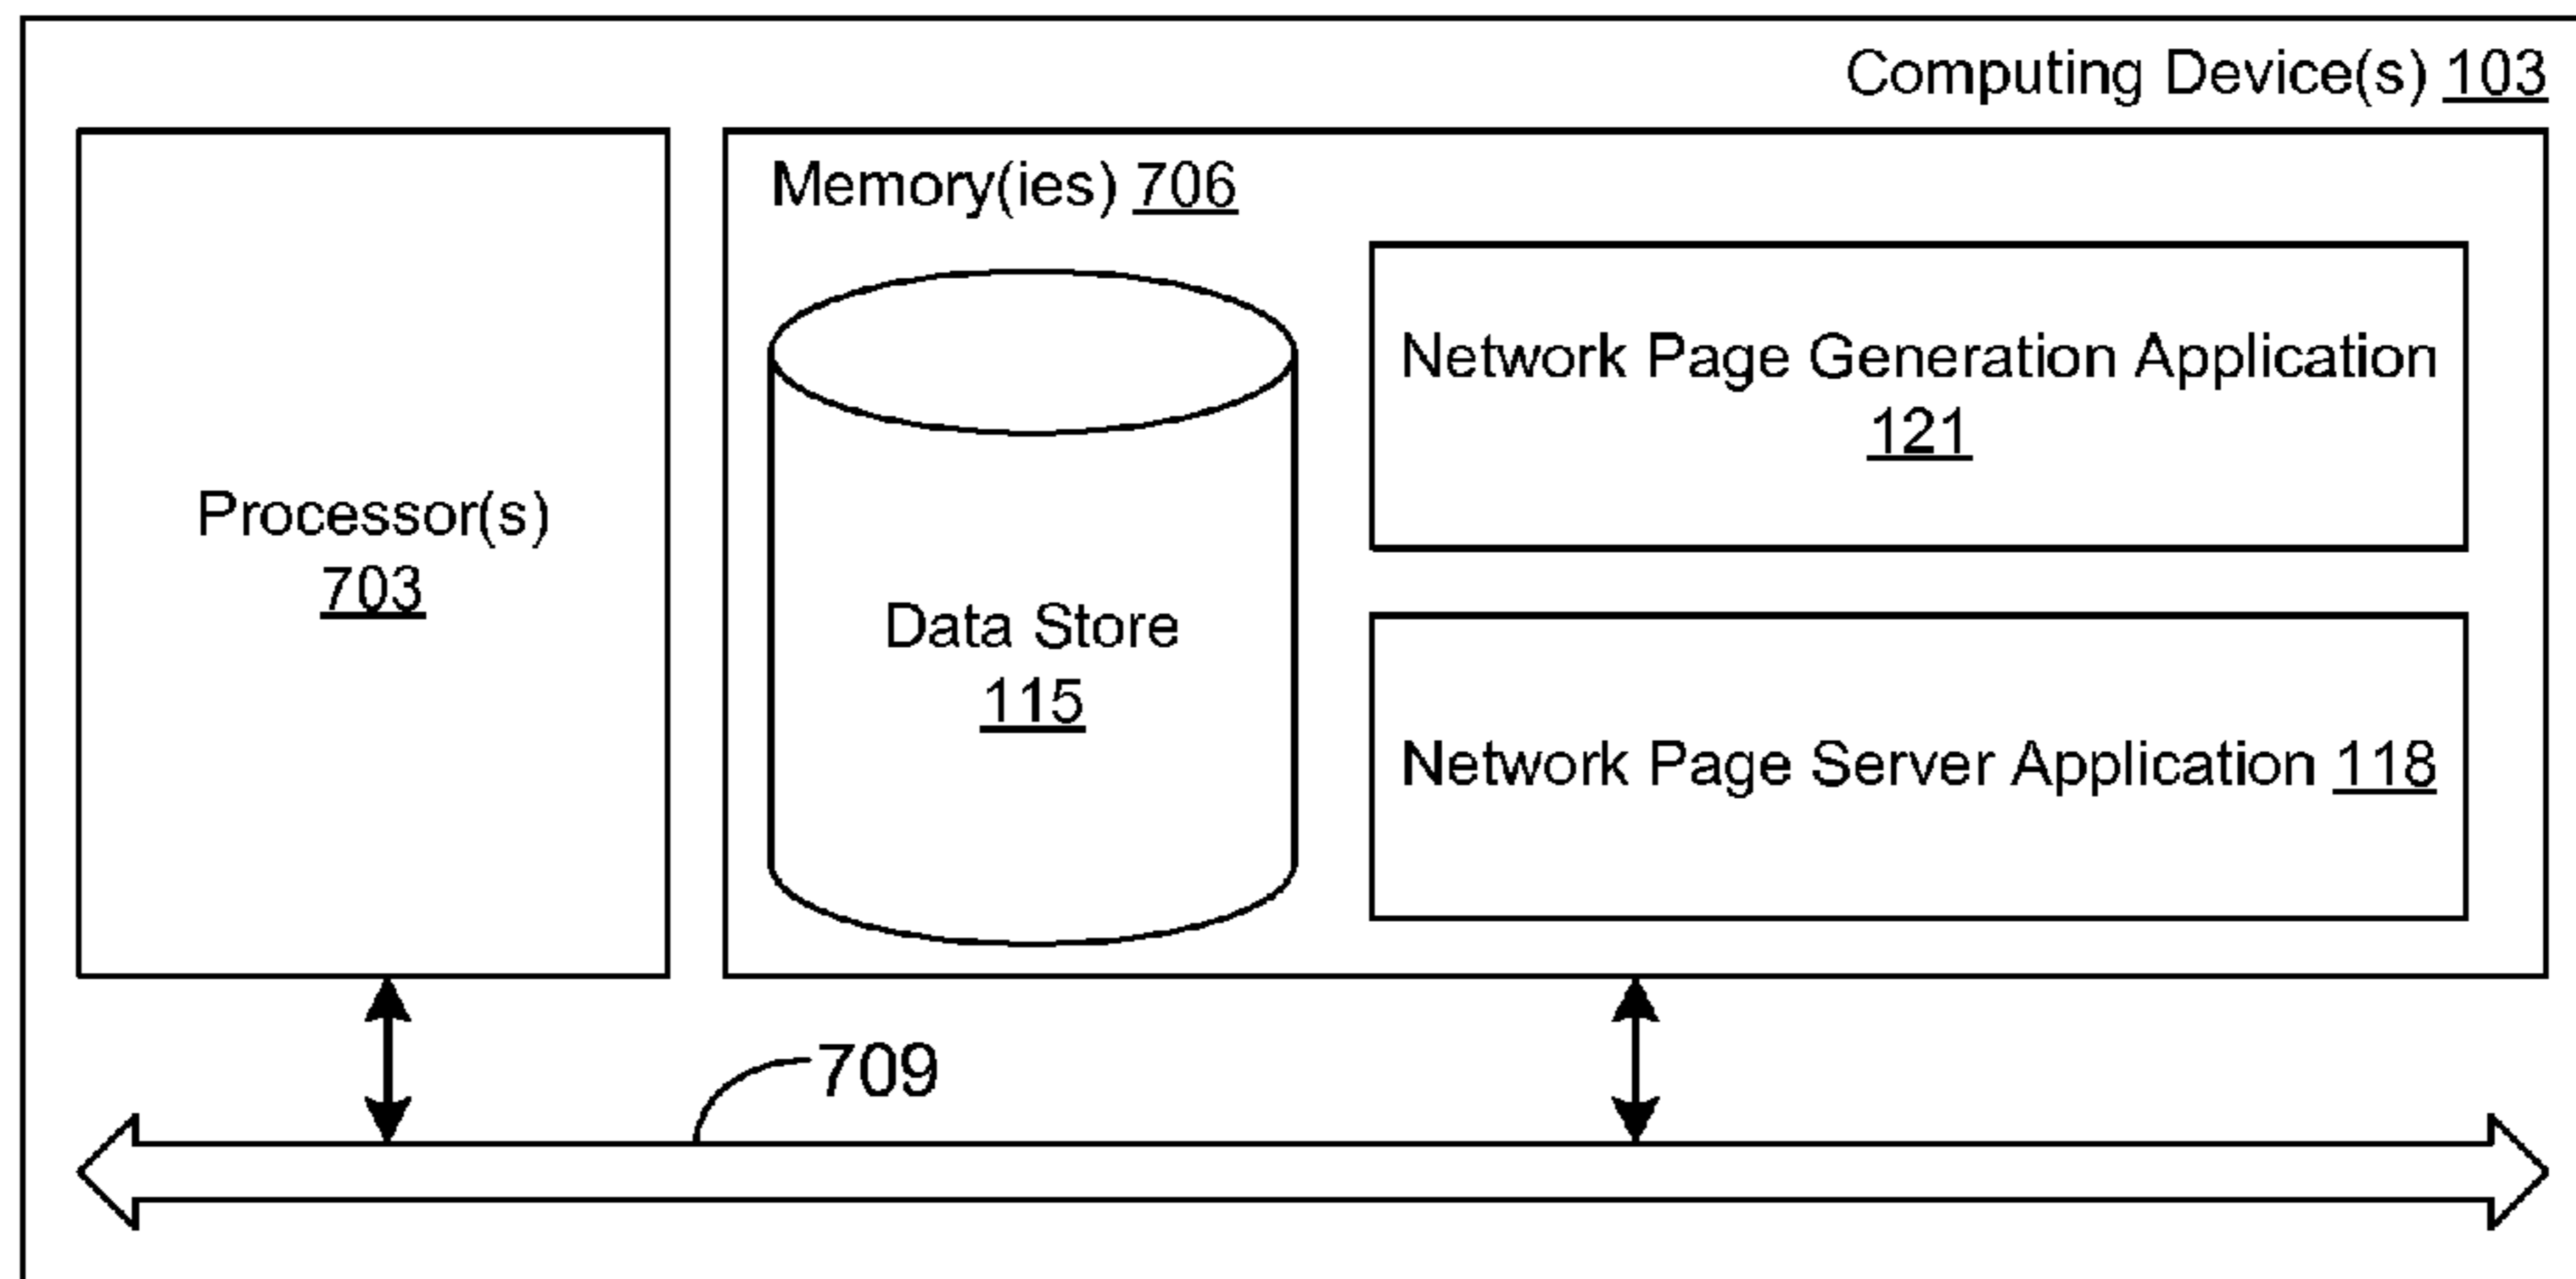 Computing Device(s) 103
Memory(ies) 706
Network Page Generation Application
121
Processor(s)
703
Data Store
115
Network Page Server Application 118
709